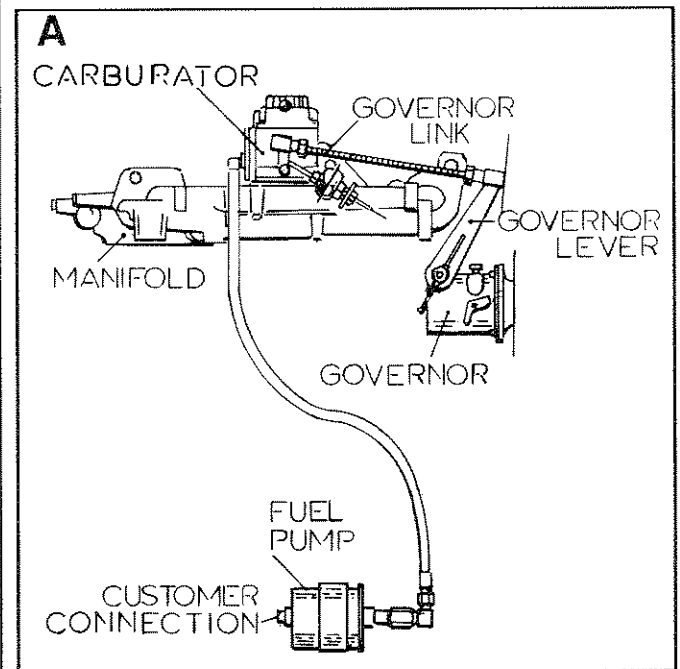 A
CARBURATOR
GOVERNOR
LINK
GOVERNOR
LEVER
MANIFOLD
GOVERNOR
FUEL
PUMP
CUSTOMER
CONNECTION